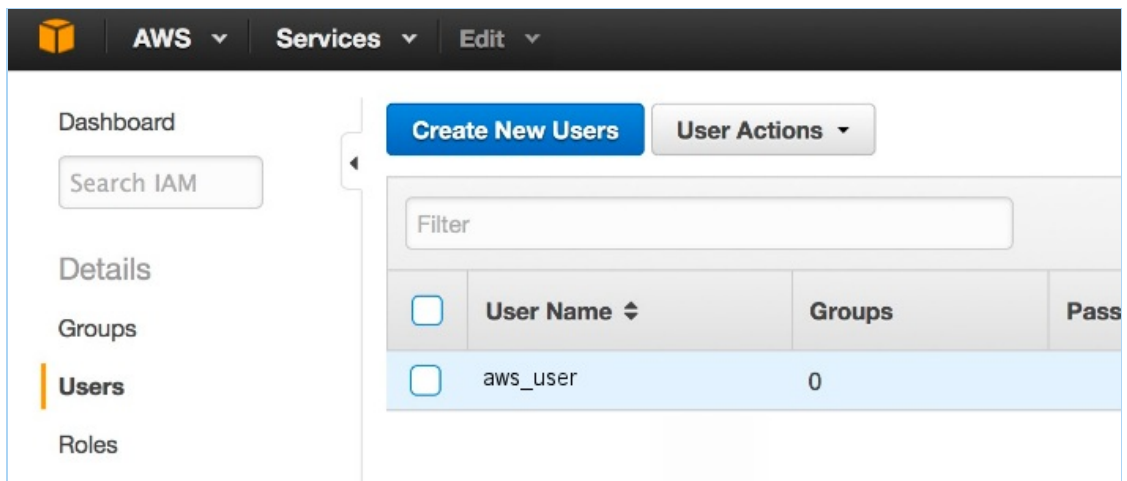 AWS Services Edit
Dashboard
Create New Users User Actions
Search IAM
Filter
Details
User Name Groups Pass
Groups
aws_user 0
Users
Roles